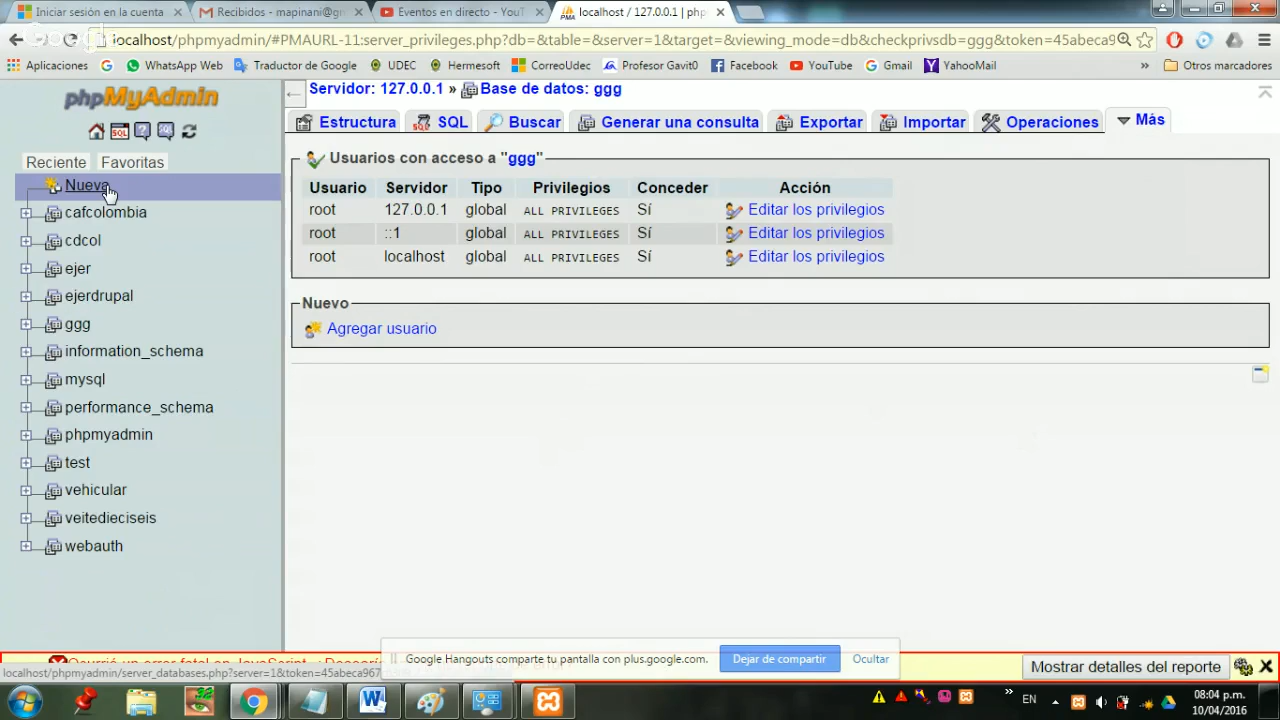 Iniciar sesión en la cuenta
Recibidos - mapinani@gr
Eventos en directo - YouT
localhost / 127.0.0.1 | php
localhost/phpmyadmin/#PMAURL-11:server_privileges.php?db=&table=&server=1&target=&viewing_mode=db&checkprivsdb=ggg&token=45abeca9
Aplicaciones
WhatsApp Web
Traductor de Google
UDEC
Hermesoft
CorreoUdec
Profesor Gavit0
Facebook
YouTube
Gmail
YahooMail
»
Otros marcadores
phpMyAdmin
Reciente
Favoritas
Nueva
cafcolombia
cdcol
ejer
ejerdrupal
ggg
information_schema
mysql
performance_schema
phpmyadmin
test
vehicular
veitedieciseis
webauth
Servidor: 127.0.0.1 » Base de datos: ggg
Estructura SQL Buscar Generar una consulta Exportar Importar Operaciones Más
Usuarios con acceso a "ggg"
Usuario Servidor Tipo Privilegios Conceder Acción
root 127.0.0.1 global ALL PRIVILEGES Sí Editar los privilegios
root ::1 global ALL PRIVILEGES Sí Editar los privilegios
root localhost global ALL PRIVILEGES Sí Editar los privilegios
Nuevo
Agregar usuario
Google Hangouts comparte tu pantalla con plus.google.com.
Dejar de compartir
Ocultar
Mostrar detalles del reporte
localhost/phpmyadmin/server_databases.php?server=1&token=45abeca967
EN
08:04 p.m.
10/04/2016